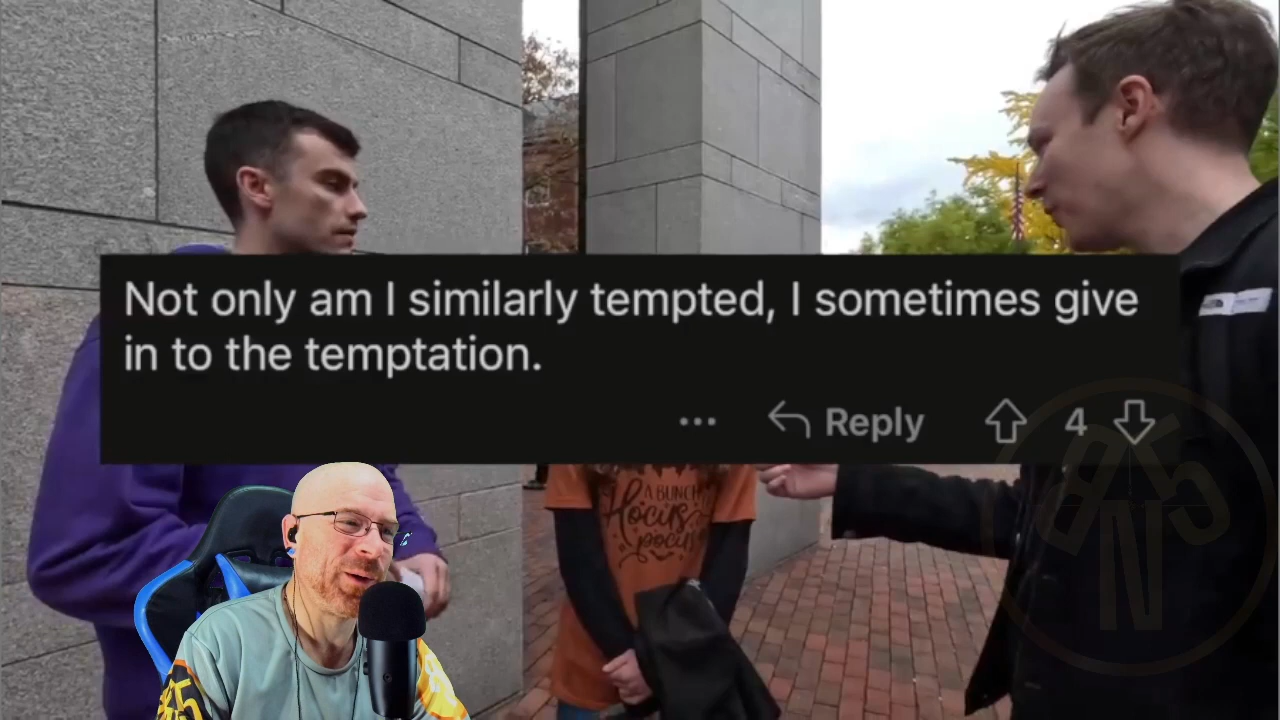 Not only am I similarly tempted, I sometimes give
in to the temptation.
... Reply 4
A BUNCH
Hocus
pocus